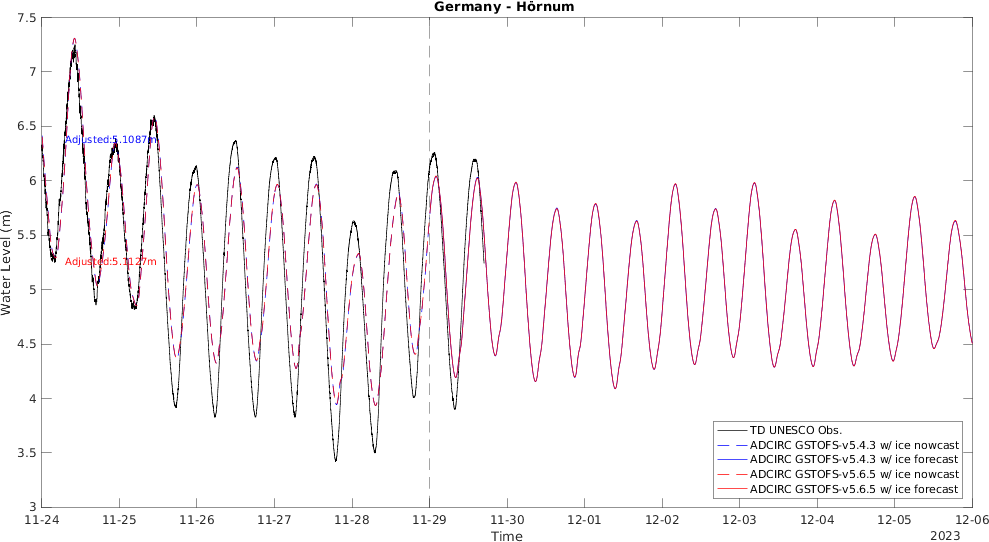 Germany - Hörnum
7.5
7
6.5
6
5.5
5
4.5
4
3.5
3
Water Level (m)
Adjusted:5.1087m
Adjusted:5.1127m
TD UNESCO Obs.
ADCIRC GSTOFS-v5.4.3 w/ ice nowcast
ADCIRC GSTOFS-v5.4.3 w/ ice forecast
ADCIRC GSTOFS-v5.6.5 w/ ice nowcast
ADCIRC GSTOFS-v5.6.5 w/ ice forecast
11-24 11-25 11-26 11-27 11-28 11-29 11-30 12-01 12-02 12-03 12-04 12-05 12-06
Time
2023